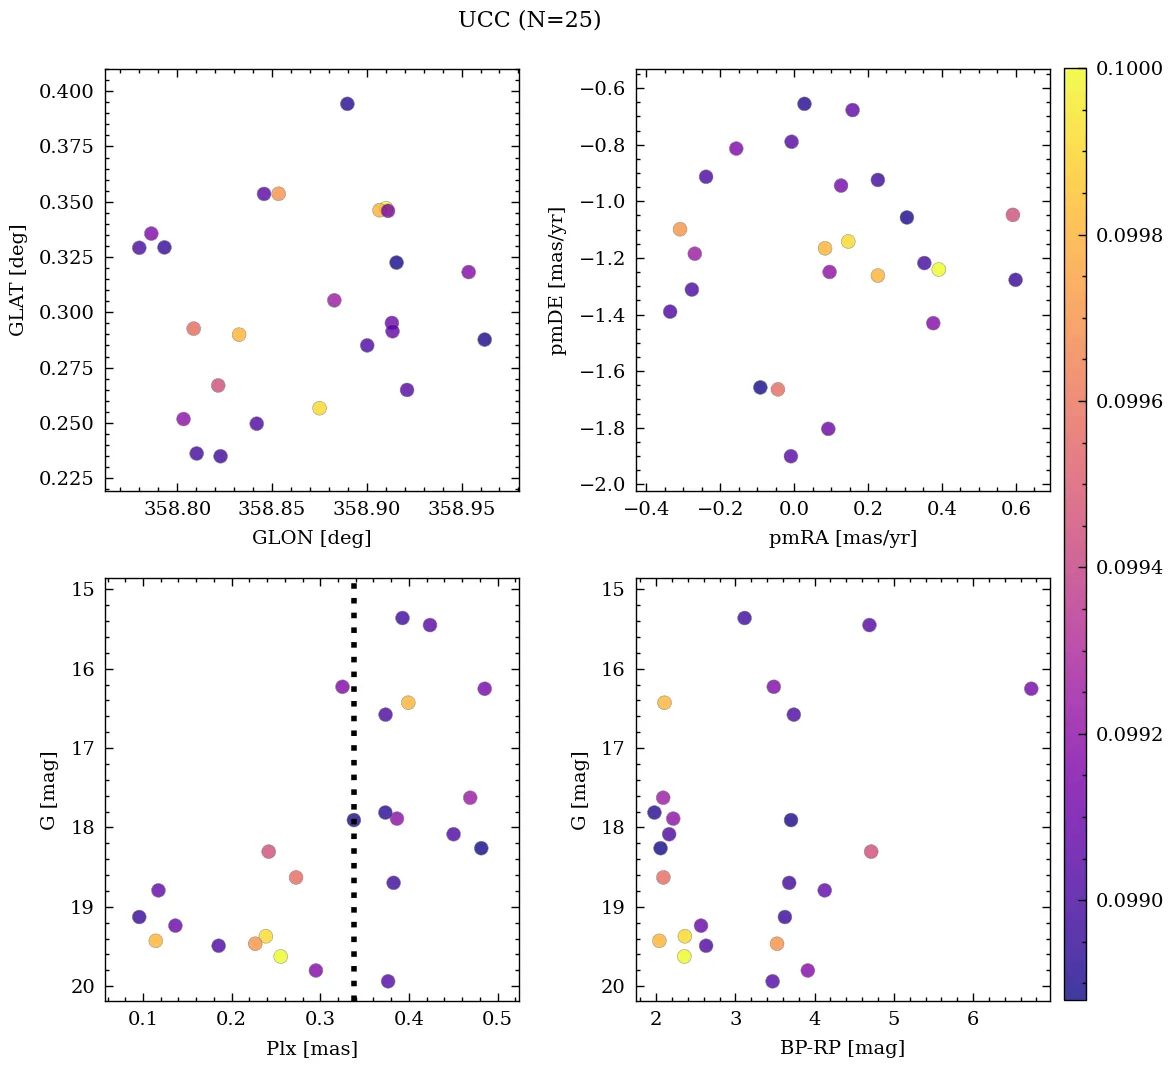 UCC (N=25)
0.400
0.375
0.350
0.325
0.300
0.275
0.250
0.225
GLAT [deg]
358.80 358.85 358.90 358.95
GLON [deg]
−0.6
−0.8
−1.0
−1.2
−1.4
−1.6
−1.8
−2.0
pmDE [mas/yr]
−0.4 −0.2 0.0 0.2 0.4 0.6
pmRA [mas/yr]
15
16
17
18
19
20
G [mag]
0.1 0.2 0.3 0.4 0.5
Plx [mas]
15
16
17
18
19
20
G [mag]
2 3 4 5 6
BP-RP [mag]
0.1000
0.0998
0.0996
0.0994
0.0992
0.0990